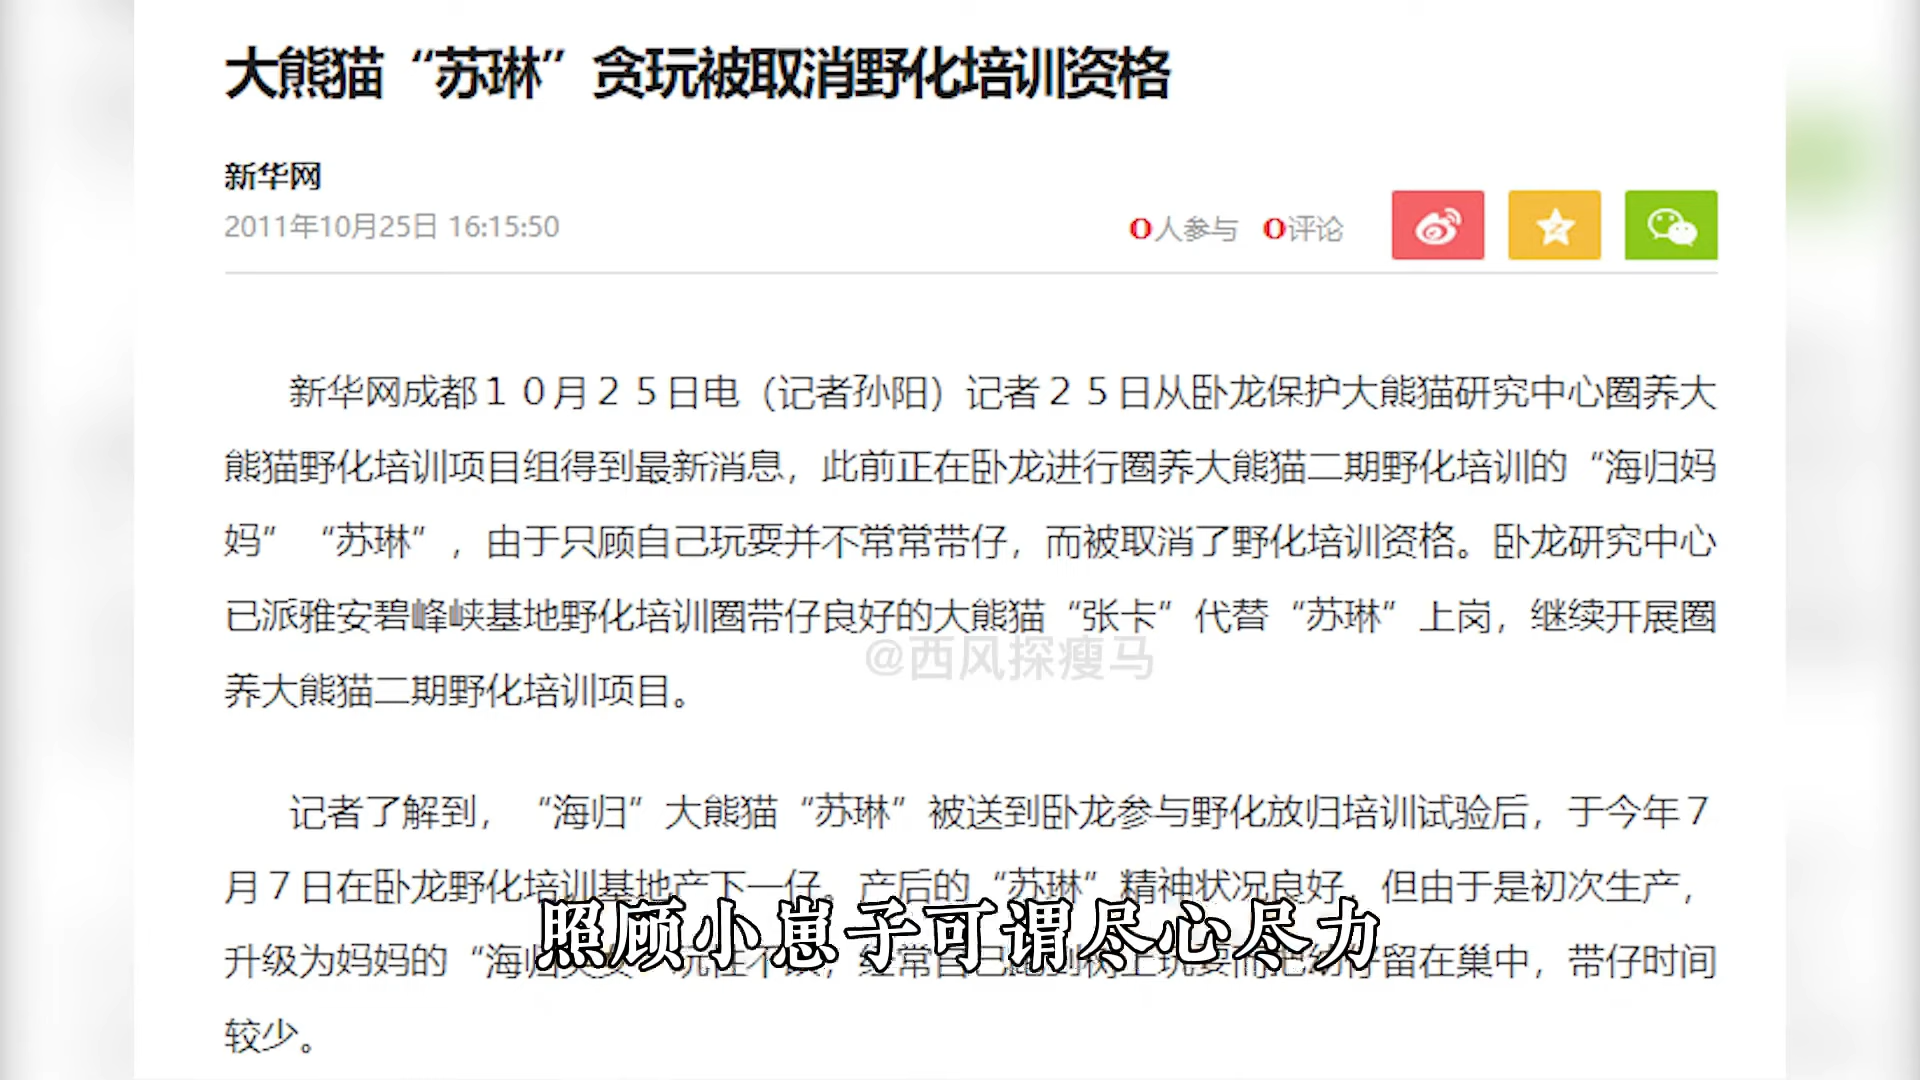 大熊猫“苏琳”贪玩被取消野化培训资格
新华网
2011年10月25日 16:15:50
0人参与 0评论
新华网成都１０月２５日电（记者孙阳）记者２５日从卧龙保护大熊猫研究中心圈养大
熊猫野化培训项目组得到最新消息，此前正在卧龙进行圈养大熊猫二期野化培训的“海归妈
妈”“苏琳”，由于只顾自己玩耍并不常常带仔，而被取消了野化培训资格。卧龙研究中心
已派雅安碧峰峡基地野化培训圈带仔良好的大熊猫“张卡”代替“苏琳”上岗，继续开展圈
@西风探瘦马
养大熊猫二期野化培训项目。
记者了解到，“海归”大熊猫“苏琳”被送到卧龙参与野化放归培训试验后，于今年７
月７日在卧龙野化培训基地产下一仔。产后的“苏琳”精神状况良好，但由于是初次生产，
照顾小崽子可谓尽心尽力
升级为妈妈的“海归 经常自己跑到树上玩耍而把幼仔留在巢中，带仔时间
较少。